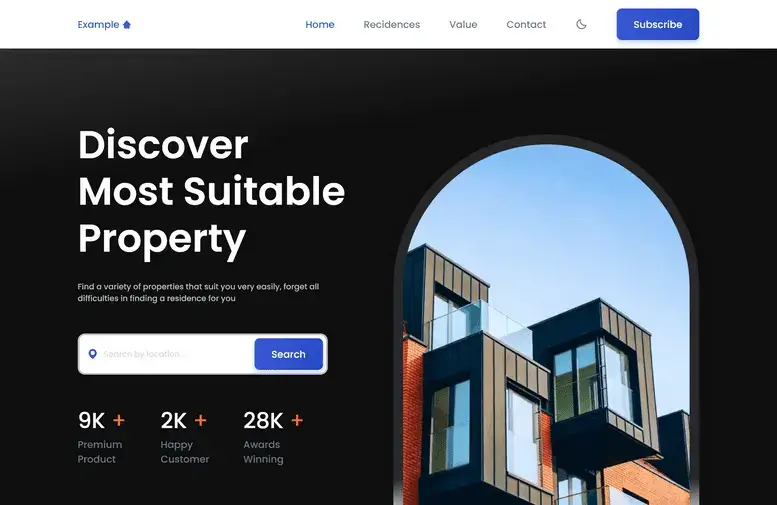 Example
Home
Recidences
Value
Contact
Subscribe
Discover
Most Suitable
Property
Find a variety of properties that suit you very easily, forget all
difficulties in finding a residence for you
Search by location...
Search
9K +
2K +
28K +
Premium
Product
Happy
Customer
Awards
Winning